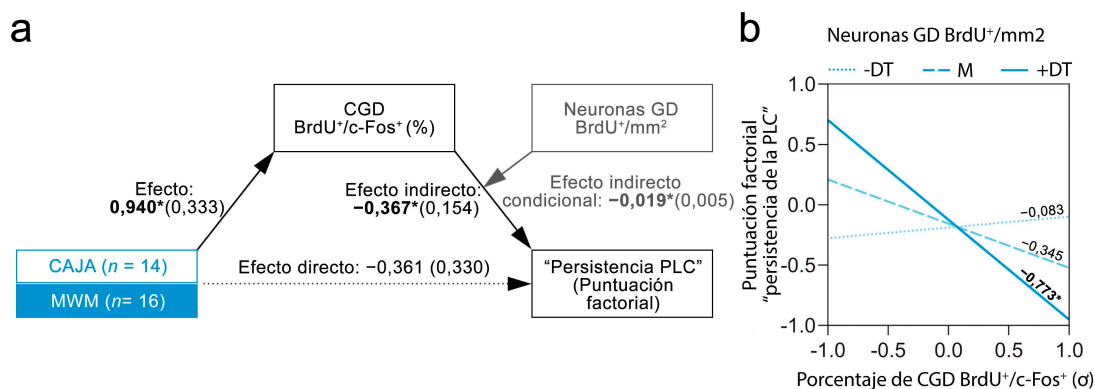 a
CGD
BrdU⁺/c-Fos⁺ (%)
Neuronas GD
BrdU⁺/mm²
Efecto:
0,940*(0,333)
Efecto indirecto:
−0,367*(0,154)
Efecto indirecto
condicional: −0,019*(0,005)
CAJA (n = 14)
MWM (n= 16)
Efecto directo: −0,361 (0,330)
“Persistencia PLC”
(Puntuación
factorial)
b
Neuronas GD BrdU⁺/mm2
-DT
M
+DT
Puntuación factorial
“persistencia de la PLC”
1.0
0.5
0.0
-0.5
-1.0
−0,083
−0,345
−0,773*
-1.0 -0.5 0.0 0.5 1.0
Porcentaje de CGD BrdU⁺/c-Fos⁺ (σ)